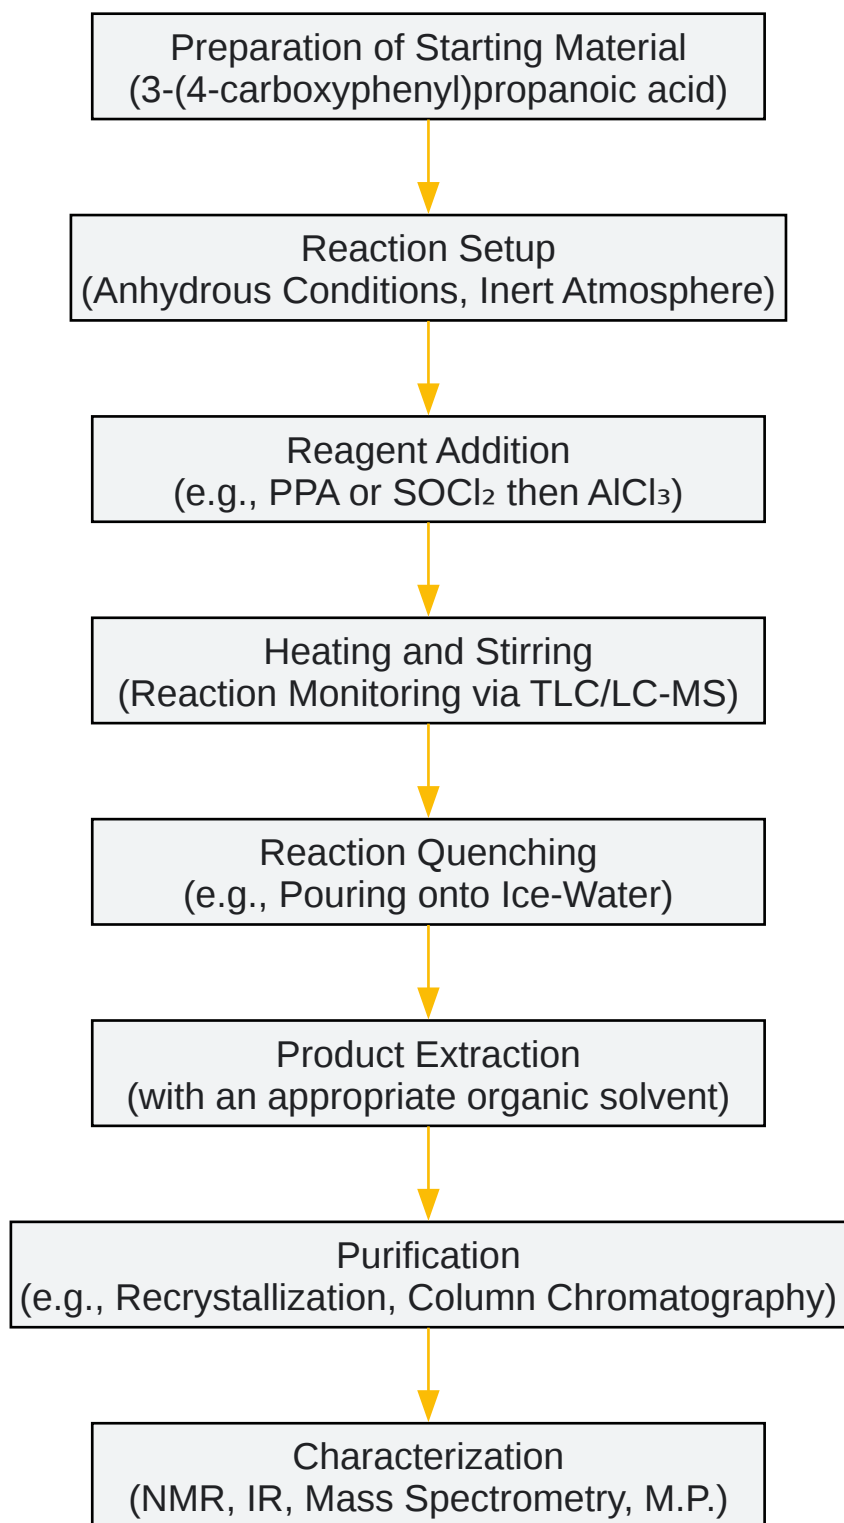 Preparation of Starting Material
(3-(4-carboxyphenyl)propanoic acid)
Reaction Setup
(Anhydrous Conditions, Inert Atmosphere)
Reagent Addition
(e.g., PPA or SOCl₂ then AlCl₃)
Heating and Stirring
(Reaction Monitoring via TLC/LC-MS)
Reaction Quenching
(e.g., Pouring onto Ice-Water)
Product Extraction
(with an appropriate organic solvent)
Purification
(e.g., Recrystallization, Column Chromatography)
Characterization
(NMR, IR, Mass Spectrometry, M.P.)